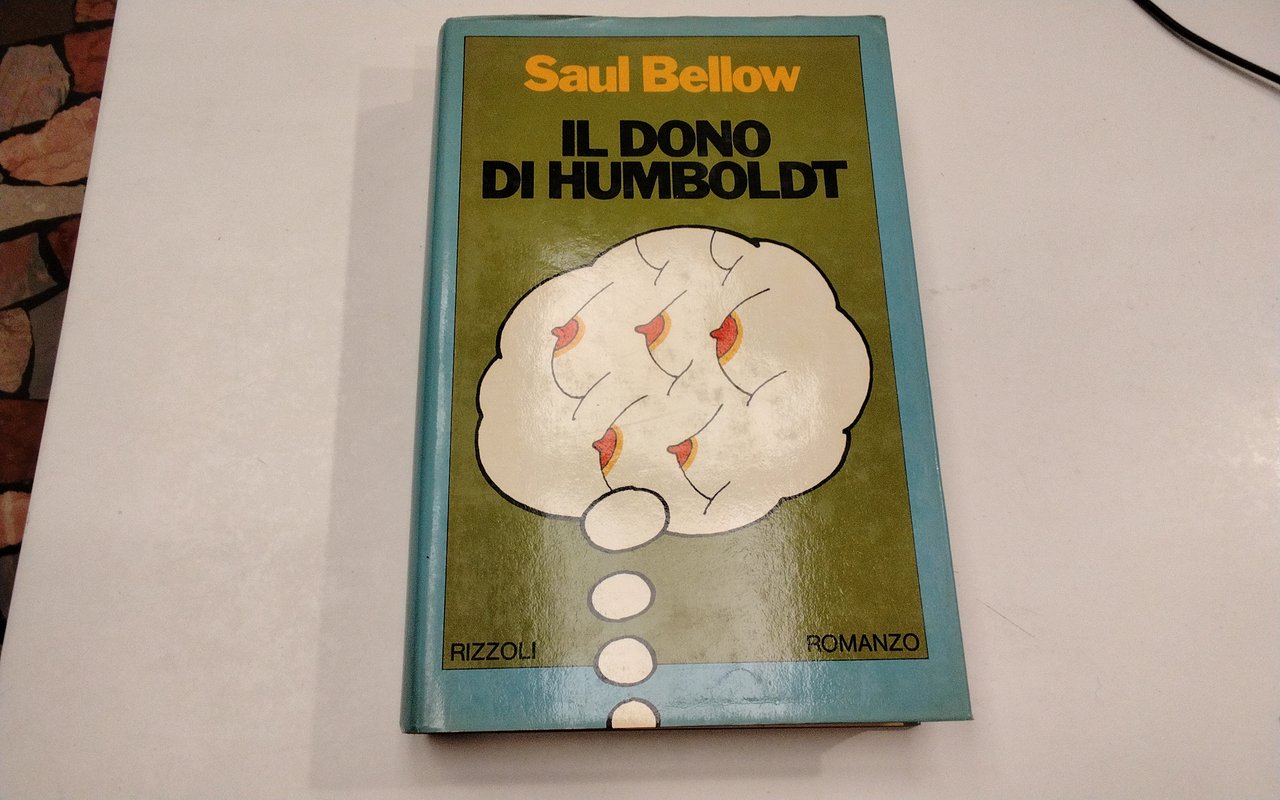 Saul Bellow
IL DONO
DI HUMBOLDT
RIZZOLI
ROMANZO